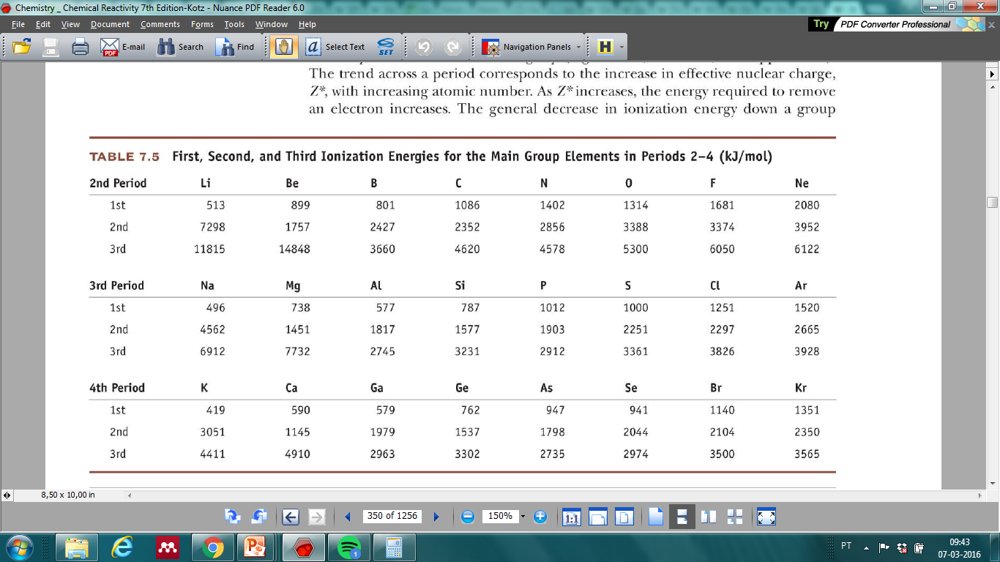 Chemistry _ Chemical Reactivity 7th Edition-Kotz - Nuance PDF Reader 6.0
File Edit View Document Comments Forms Tools Window Help
Try PDF Converter Professional
PDF E-mail Search Find a Select Text SET Navigation Panels H
The trend across a period corresponds to the increase in effective nuclear charge,
Z*, with increasing atomic number. As Z* increases, the energy required to remove
an electron increases. The general decrease in ionization energy down a group
TABLE 7.5 First, Second, and Third Ionization Energies for the Main Group Elements in Periods 2–4 (kJ/mol)
2nd Period Li Be B C N O F Ne
1st 513 899 801 1086 1402 1314 1681 2080
2nd 7298 1757 2427 2352 2856 3388 3374 3952
3rd 11815 14848 3660 4620 4578 5300 6050 6122
3rd Period Na Mg Al Si P S Cl Ar
1st 496 738 577 787 1012 1000 1251 1520
2nd 4562 1451 1817 1577 1903 2251 2297 2665
3rd 6912 7732 2745 3231 2912 3361 3826 3928
4th Period K Ca Ga Ge As Se Br Kr
1st 419 590 579 762 947 941 1140 1351
2nd 3051 1145 1979 1537 1798 2044 2104 2350
3rd 4411 4910 2963 3302 2735 2974 3500 3565
8,50 x 10,00 in
350 of 1256 150% 1:1
PT 09:43
07-03-2016